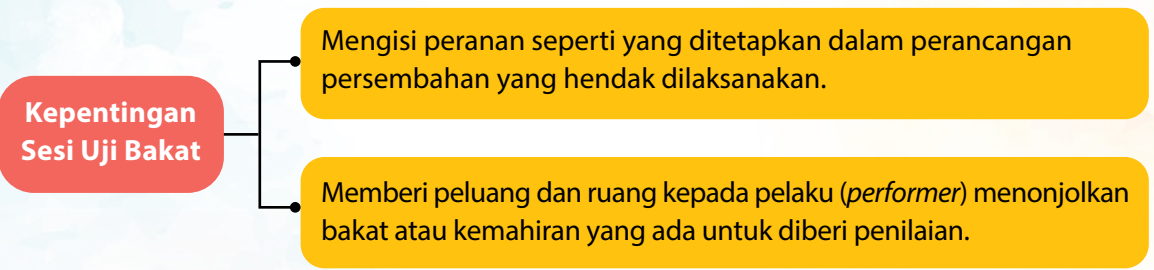 Kepentingan
Sesi Uji Bakat
Mengisi peranan seperti yang ditetapkan dalam perancangan
persembahan yang hendak dilaksanakan.
Memberi peluang dan ruang kepada pelaku (performer) menonjolkan
bakat atau kemahiran yang ada untuk diberi penilaian.